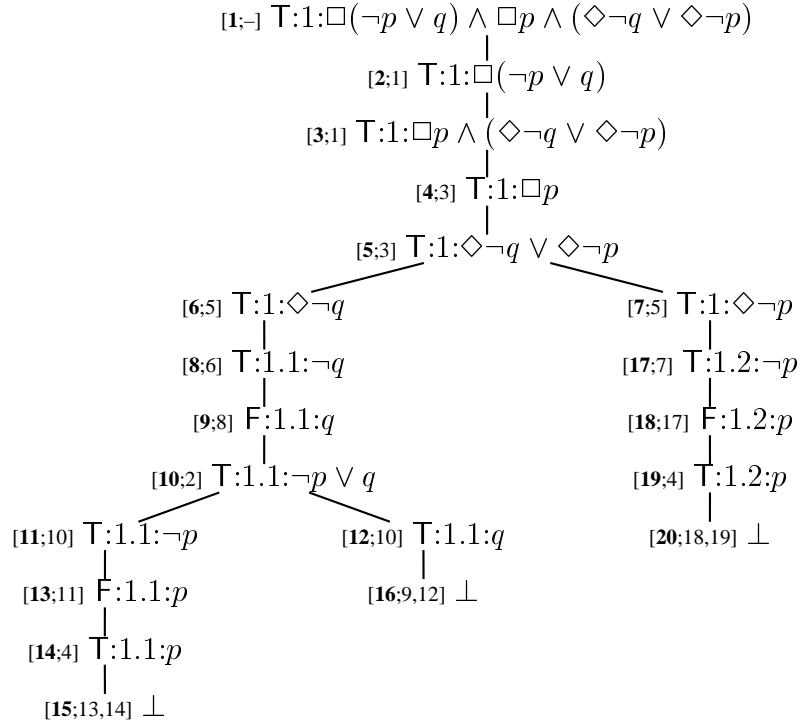 [1;–] T:1:□(¬p ∨ q) ∧ □p ∧ (◇¬q ∨ ◇¬p)
[2;1] T:1:□(¬p ∨ q)
[3;1] T:1:□p ∧ (◇¬q ∨ ◇¬p)
[4;3] T:1:□p
[5;3] T:1:◇¬q ∨ ◇¬p
[6;5] T:1:◇¬q
[7;5] T:1:◇¬p
[8;6] T:1.1:¬q
[17;7] T:1.2:¬p
[9;8] F:1.1:q
[18;17] F:1.2:p
[10;2] T:1.1:¬p ∨ q
[19;4] T:1.2:p
[11;10] T:1.1:¬p
[12;10] T:1.1:q
[20;18,19] ⊥
[13;11] F:1.1:p
[16;9,12] ⊥
[14;4] T:1.1:p
[15;13,14] ⊥